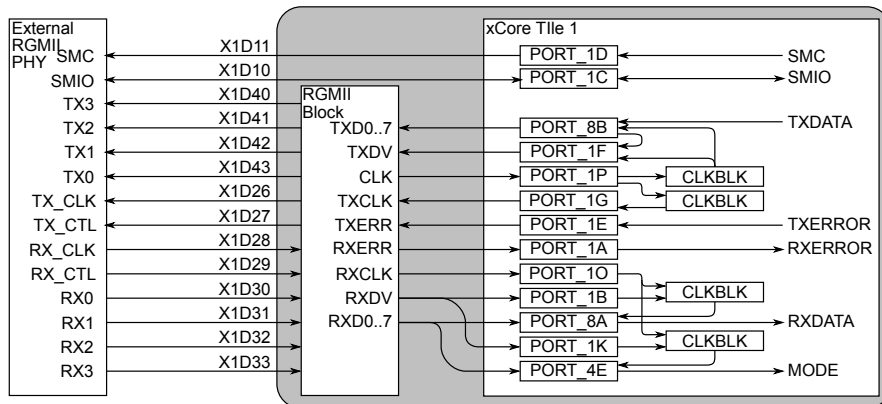 External
RGMII
PHY
SMC
SMIO
TX3
TX2
TX1
TX0
TX_CLK
TX_CTL
RX_CLK
RX_CTL
RX0
RX1
RX2
RX3
X1D11
X1D10
X1D40
X1D41
X1D42
X1D43
X1D26
X1D27
X1D28
X1D29
X1D30
X1D31
X1D32
X1D33
RGMII
Block
TXD0..7
TXDV
CLK
TXCLK
TXERR
RXERR
RXCLK
RXDV
RXD0..7
xCore TIle 1
PORT_1D
PORT_1C
PORT_8B
PORT_1F
PORT_1P
PORT_1G
PORT_1E
PORT_1A
PORT_1O
PORT_1B
PORT_8A
PORT_1K
PORT_4E
CLKBLK
CLKBLK
CLKBLK
CLKBLK
SMC
SMIO
TXDATA
TXERROR
RXERROR
RXDATA
MODE